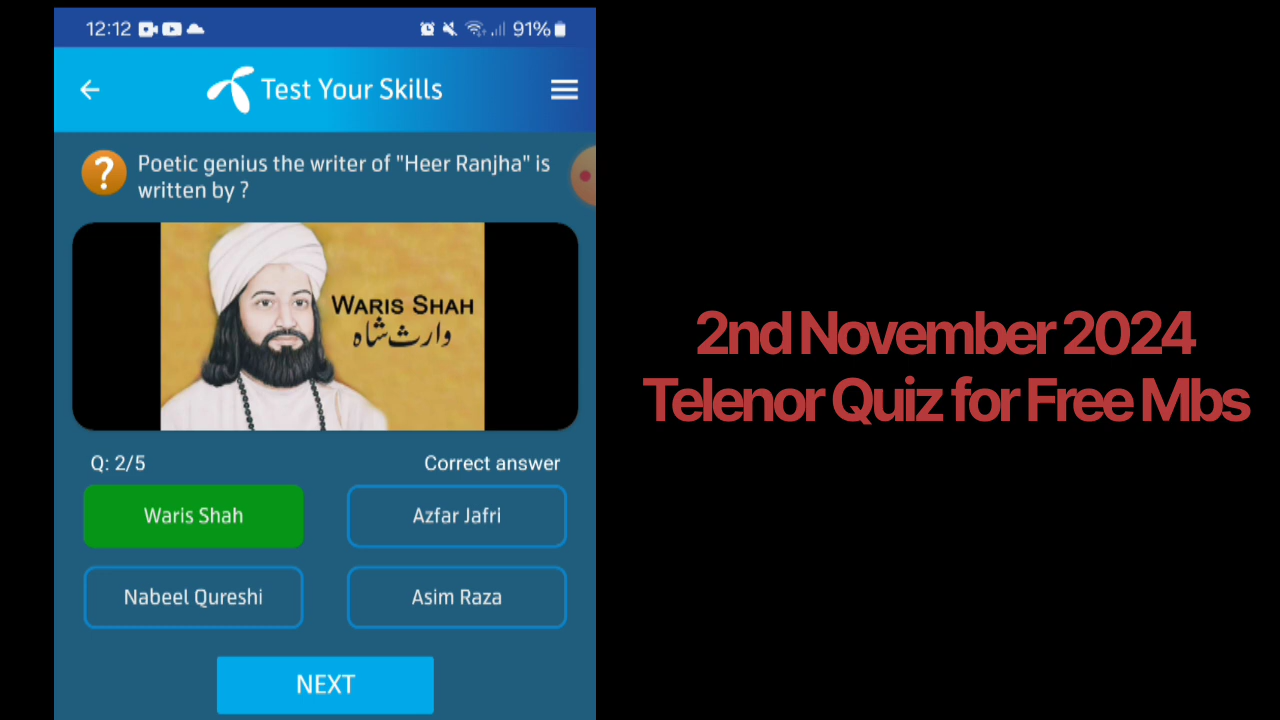 12:12
91%
Test Your Skills
?
Poetic genius the writer of "Heer Ranjha" is
written by ?
WARIS SHAH
وارث شاہ
Q: 2/5
Correct answer
Waris Shah
Azfar Jafri
Nabeel Qureshi
Asim Raza
NEXT
2nd November 2024
Telenor Quiz for Free Mbs